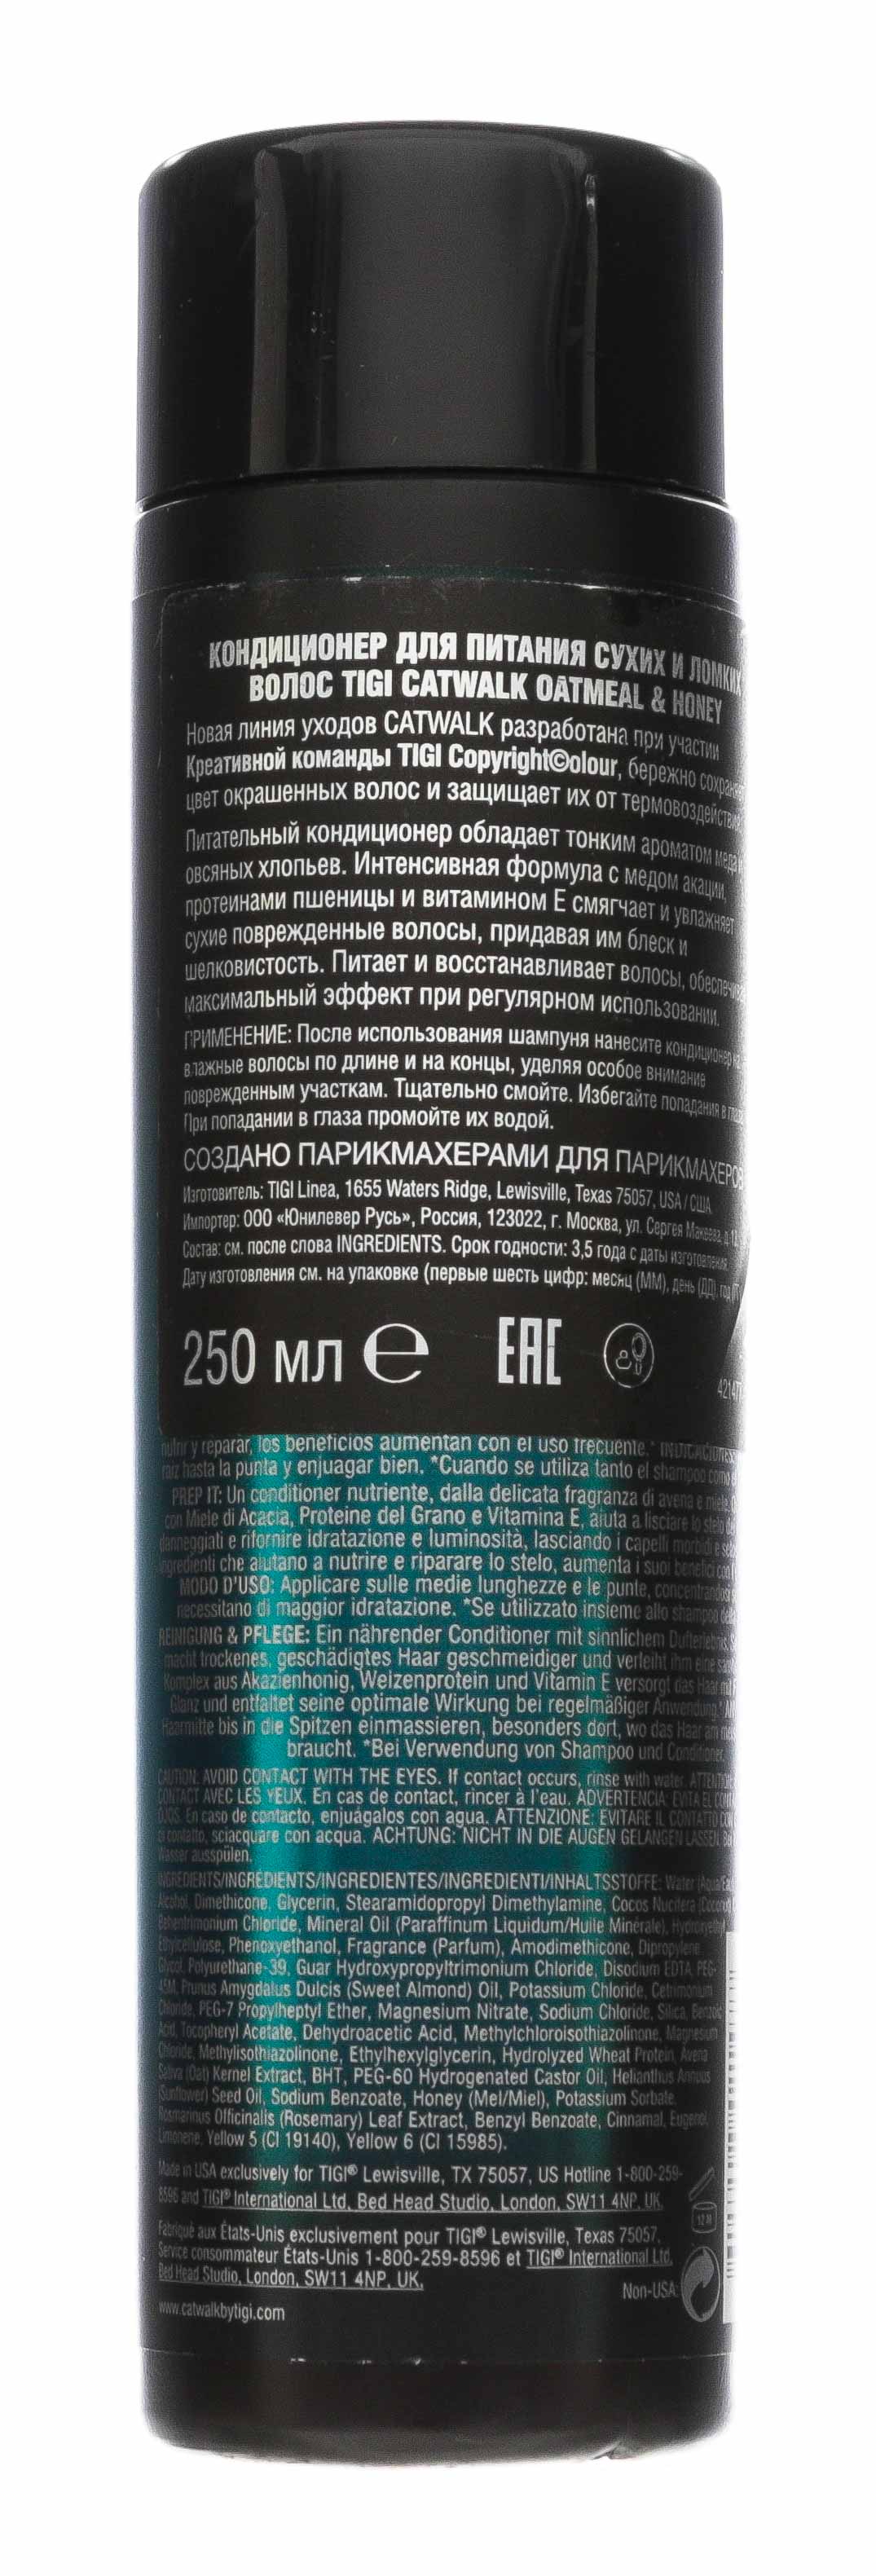 КОНДИЦИОНЕР ДЛЯ ПИТАНИЯ СУХИХ И ЛОМКИХ
ВОЛОС TIGI CATWALK OATMEAL & HONEY
Новая линия уходов CATWALK разработана при участии
Креативной команды TIGI Copyright©olour, бережно
цвет окрашенных волос и защищает их от
Питательный кондиционер обладает тонким ароматом меда и
овсяных хлопьев. Интенсивная формула с медом акации,
протеинами пшеницы и витамином Е смягчает и увлажняет
сухие поврежденные волосы, придавая им блеск и
шелковистость. Питает и восстанавливает волосы,
максимальный эффект при регулярном использовании.
ПРИМЕНЕНИЕ: После использования шампуня нанесите кондиционер на
влажные волосы по длине и на концы, уделяя особое внимание
поврежденным участкам. Тщательно смойте. Избегайте попадания в
При попадании в глаза промойте их водой.
СОЗДАНО ПАРИКМАХЕРАМИ ДЛЯ ПАРИКМАХЕРОВ
Изготовитель: TIGI Linea, 1655 Waters Ridge, Lewisville, Texas 75057, USA / США
Импортер: ООО «Юнилевер Русь», Россия, 123022, г. Москва, ул. Сергея Макеева, д.13
Состав: см. после слова INGREDIENTS. Срок годности: 3,5 года с даты изготовления
Дату изготовления см. на упаковке (первые шесть цифр: месяц (ММ), день (ДД), год
250 мл e EAC
nutrir y reparar, los beneficios aumentan con el uso frecuente.*
raíz hasta la punta y enjuagar bien. *Cuando se utiliza tanto el shampoo como
PREP IT: Un conditioner nutriente, dalla delicata fragranza di avena e miele.
con Miele di Acacia, Proteine del Grano e Vitamina E, aiuta a lisciare lo stelo
danneggiati e rifornire idratazione e luminosità, lasciando i capelli morbidi e
ingredienti che aiutano a nutrire e riparare lo stelo, aumenta i suoi benefici con
MODO D'USO: Applicare sulle medie lunghezze e le punte,
necessitano di maggior idratazione. *Se utilizzato insieme allo shampoo
REINIGUNG & PFLEGE: Ein nährender Conditioner mit sinnlichem Dufterlebnis.
macht trockenes, geschädigtes Haar geschmeidiger und verleiht ihm eine
Komplex aus Akazienhonig, Weizenprotein und Vitamin E versorgt das Haar mit
Glanz und entfaltet seine optimale Wirkung bei regelmäßiger Anwendung.*
Haarmitte bis in die Spitzen einmassieren, besonders dort, wo das Haar am
braucht. *Bei Verwendung von Shampoo und Conditioner.
CAUTION: AVOID CONTACT WITH THE EYES. If contact occurs, rinse with water.
CONTACT AVEC LES YEUX. En cas de contact, rincer à l'eau. ADVERTENCIA: EVITE EL
OJOS. En caso de contacto, enjuágalos con agua. ATTENZIONE: EVITARE IL CONTATTO CON
di contatto, sciacquare con acqua. ACHTUNG: NICHT IN DIE AUGEN GELANGEN LASSEN. Bei
Wasser ausspülen.
INGREDIENTS/INGRÉDIENTS/INGREDIENTES/INGREDIENTI/INHALTSSTOFFE: Water (Aqua/Eau),
Alcohol, Dimethicone, Glycerin, Stearamidopropyl Dimethylamine, Cocos Nucifera (Coconut)
Behentrimonium Chloride, Mineral Oil (Paraffinum Liquidum/Huile Minérale),
Ethylcellulose, Phenoxyethanol, Fragrance (Parfum), Amodimethicone, Dipropylene
Glycol, Polyurethane-39, Guar Hydroxypropyltrimonium Chloride, Disodium EDTA, PEG-
45M, Prunus Amygdalus Dulcis (Sweet Almond) Oil, Potassium Chloride, Cetrimonium
Chloride, PEG-7 Propylheptyl Ether, Magnesium Nitrate, Sodium Chloride, Silica, Benzoic
Acid, Tocopheryl Acetate, Dehydroacetic Acid, Methylchloroisothiazolinone, Magnesium
Chloride, Methylisothiazolinone, Ethylhexylglycerin, Hydrolyzed Wheat Protein, Avena
Sativa (Oat) Kernel Extract, BHT, PEG-60 Hydrogenated Castor Oil, Helianthus Annuus
(Sunflower) Seed Oil, Sodium Benzoate, Honey (Mel/Miel), Potassium Sorbate,
Rosmarinus Officinalis (Rosemary) Leaf Extract, Benzyl Benzoate, Cinnamal, Eugenol,
Limonene, Yellow 5 (CI 19140), Yellow 6 (CI 15985).
Made in USA exclusively for TIGI® Lewisville, TX 75057, US Hotline 1-800-259-
8596 and TIGI® International Ltd, Bed Head Studio, London, SW11 4NP, UK.
12 M
Fabriqué aux États-Unis exclusivement pour TIGI® Lewisville, Texas 75057,
Service consommateur États-Unis 1-800-259-8596 et TIGI® International Ltd,
Bed Head Studio, London, SW11 4NP, UK.
Non-USA:
www.catwalkbytigi.com